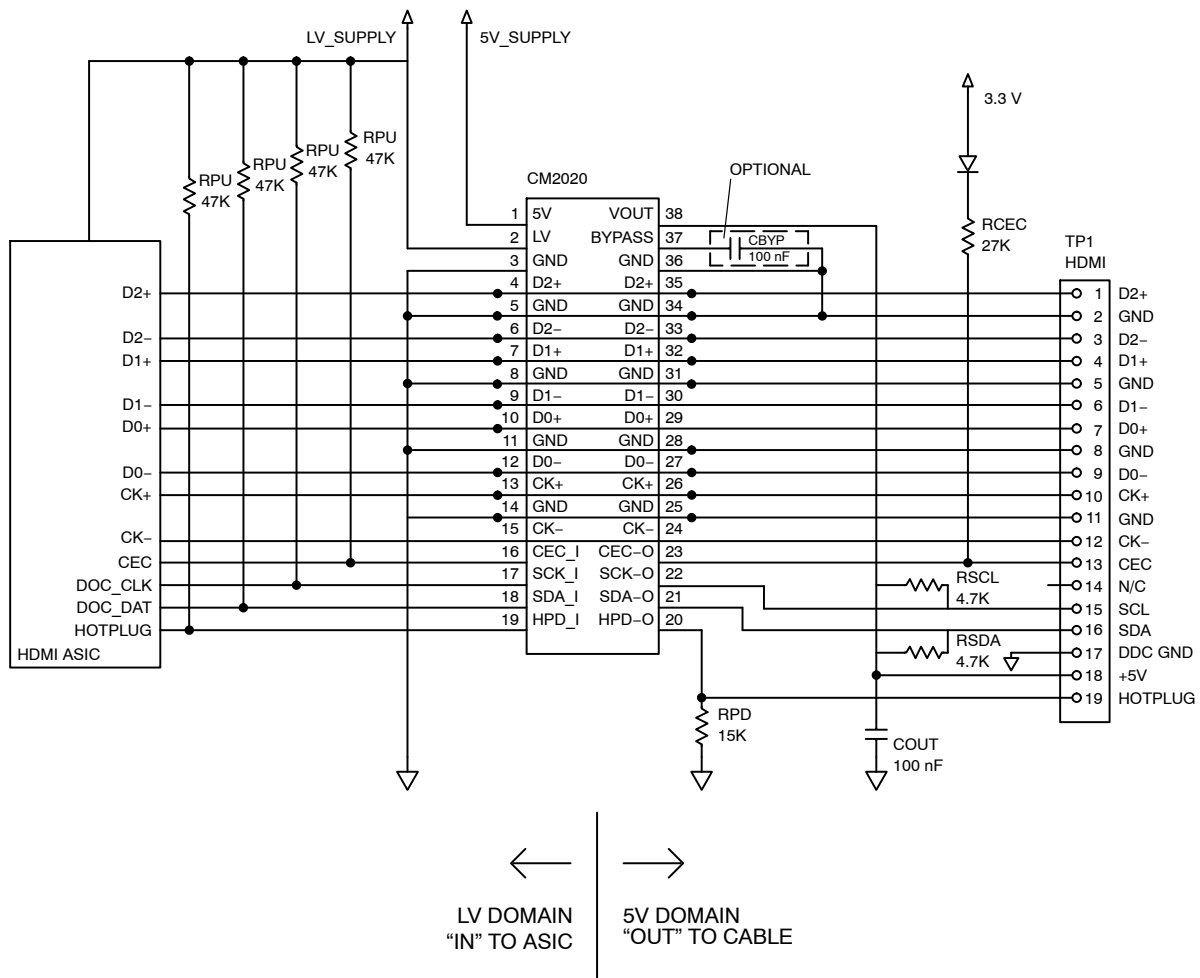 LV_SUPPLY
5V_SUPPLY
3.3 V
RPU
47K
RPU
47K
RPU
47K
RPU
47K
OPTIONAL
CM2020
1 5V VOUT 38
2 LV BYPASS 37
3 GND GND 36
4 D2+ D2+ 35
5 GND GND 34
6 D2− D2− 33
7 D1+ D1+ 32
8 GND GND 31
9 D1− D1− 30
10 D0+ D0+ 29
11 GND GND 28
12 D0− D0− 27
13 CK+ CK+ 26
14 GND GND 25
15 CK− CK− 24
16 CEC_I CEC−O 23
17 SCK_I SCK−O 22
18 SDA_I SDA−O 21
19 HPD_I HPD−O 20
CBYP
100 nF
RCEC
27K
TP1
HDMI
1 D2+
2 GND
3 D2−
4 D1+
5 GND
6 D1−
7 D0+
8 GND
9 D0−
10 CK+
11 GND
12 CK−
13 CEC
14 N/C
15 SCL
16 SDA
17 DDC GND
18 +5V
19 HOTPLUG
D2+
D2−
D1+
D1−
D0+
D0−
CK+
CK−
CEC
DOC_CLK
DOC_DAT
HOTPLUG
HDMI ASIC
RSCL
4.7K
RSDA
4.7K
RPD
15K
COUT
100 nF
LV DOMAIN
“IN” TO ASIC
5V DOMAIN
“OUT” TO CABLE